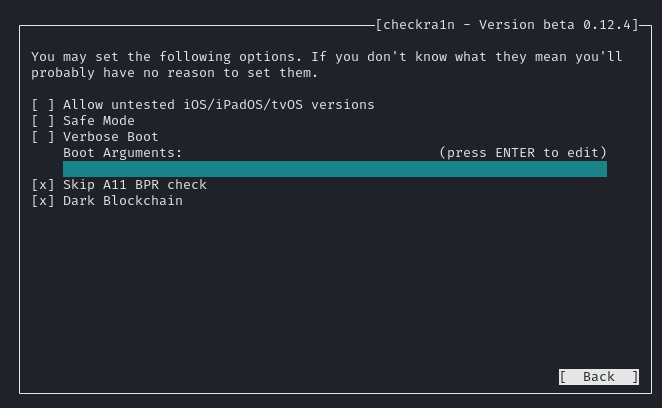 [checkra1n - Version beta 0.12.4]
You may set the following options. If you don't know what they mean you'll
probably have no reason to set them.
[ ] Allow untested iOS/iPadOS/tvOS versions
[ ] Safe Mode
[ ] Verbose Boot
Boot Arguments: (press ENTER to edit)
[x] Skip A11 BPR check
[x] Dark Blockchain
[ Back ]